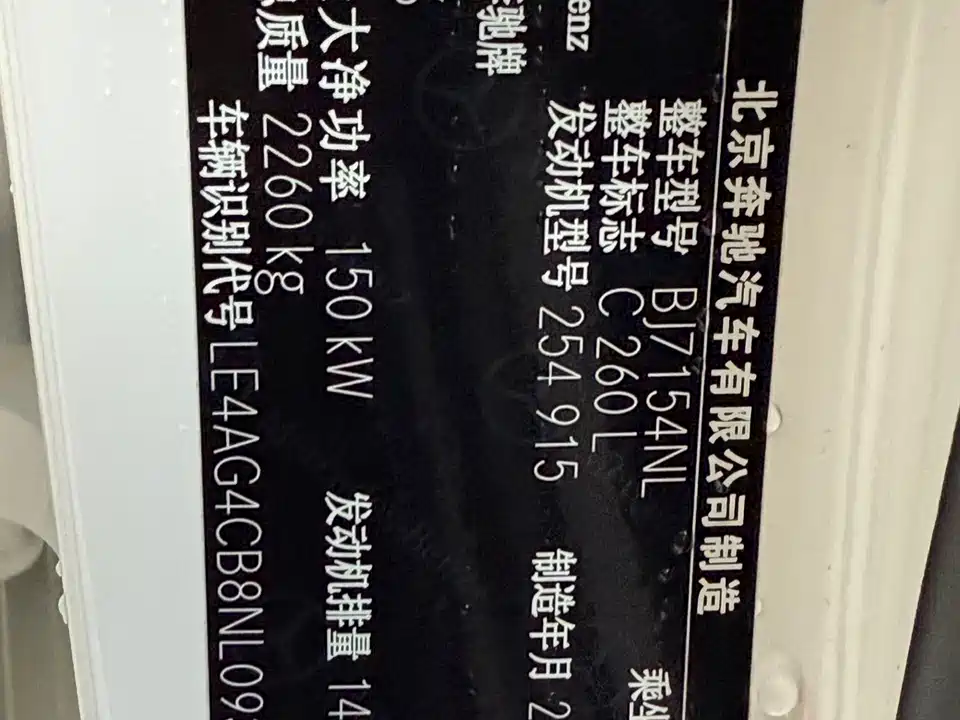 北京奔驰汽车有限公司制造
整车型号 BJ7154NL
整车标志 C 260 L
乘坐
发动机型号 254 915 制造年月 2
enz
驰牌
大净功率 150 kW 发动机排量 14
质量 2260 kg
车辆识别代号 LE4AG4CB8NL09